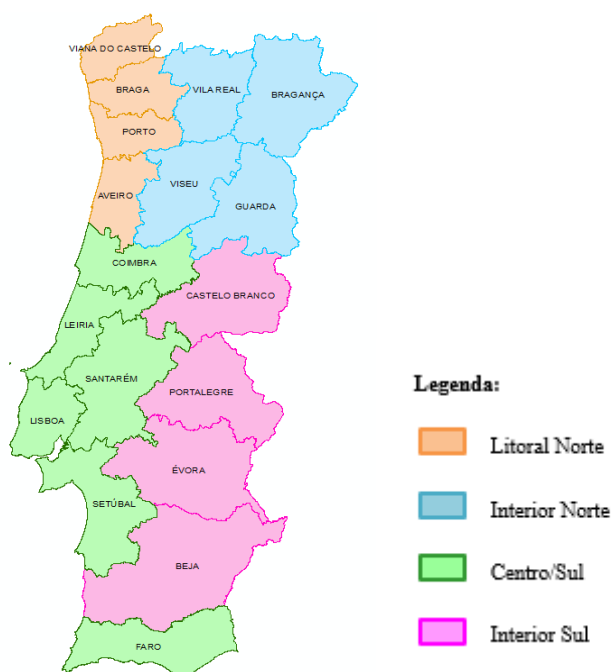 VIANA DO CASTELO
BRAGA
VILA REAL
BRAGANÇA
PORTO
VISEU
AVEIRO
GUARDA
COIMBRA
CASTELO BRANCO
LEIRIA
SANTARÉM
PORTALEGRE
LISBOA
ÉVORA
SETÚBAL
BEJA
FARO
Legenda:
Litoral Norte
Interior Norte
Centro/Sul
Interior Sul